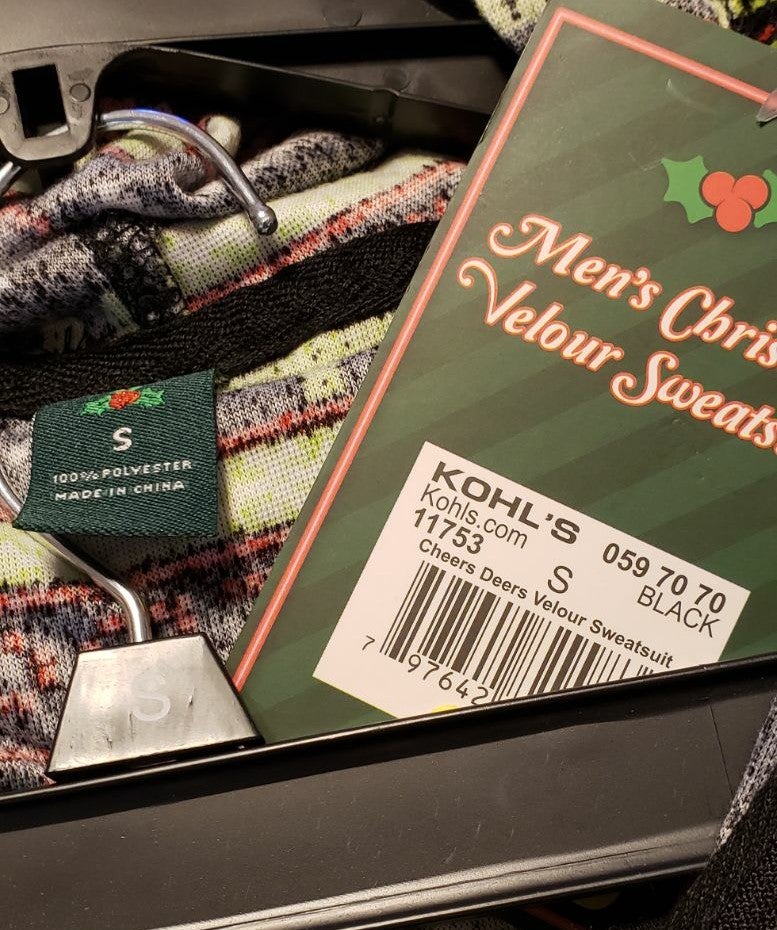 S
100% POLYESTER
MADE IN CHINA
S
Men's Chris
Velour Sweats
KOHL'S
Kohls.com
11753
059 70 70
S
BLACK
Cheers Deers Velour Sweatsuit
7 97642